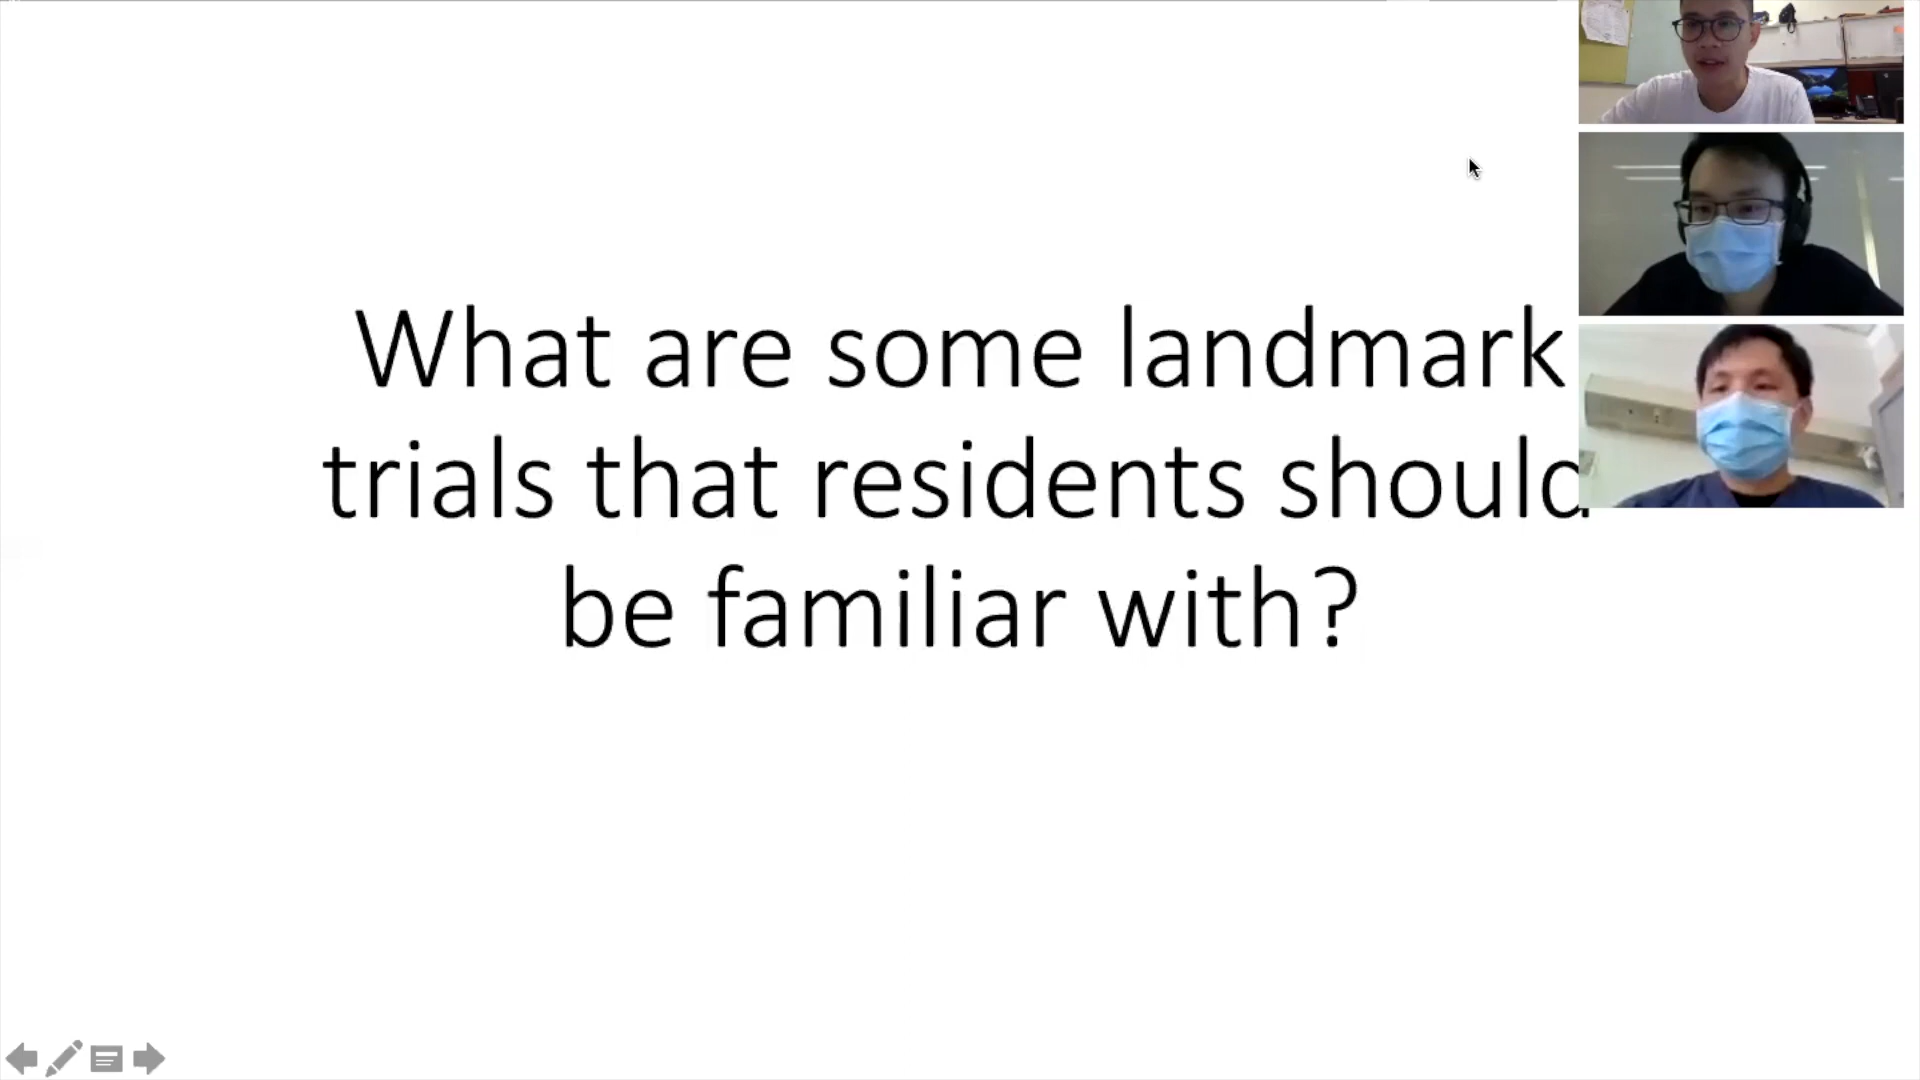 What are some landmark
trials that residents should
be familiar with?